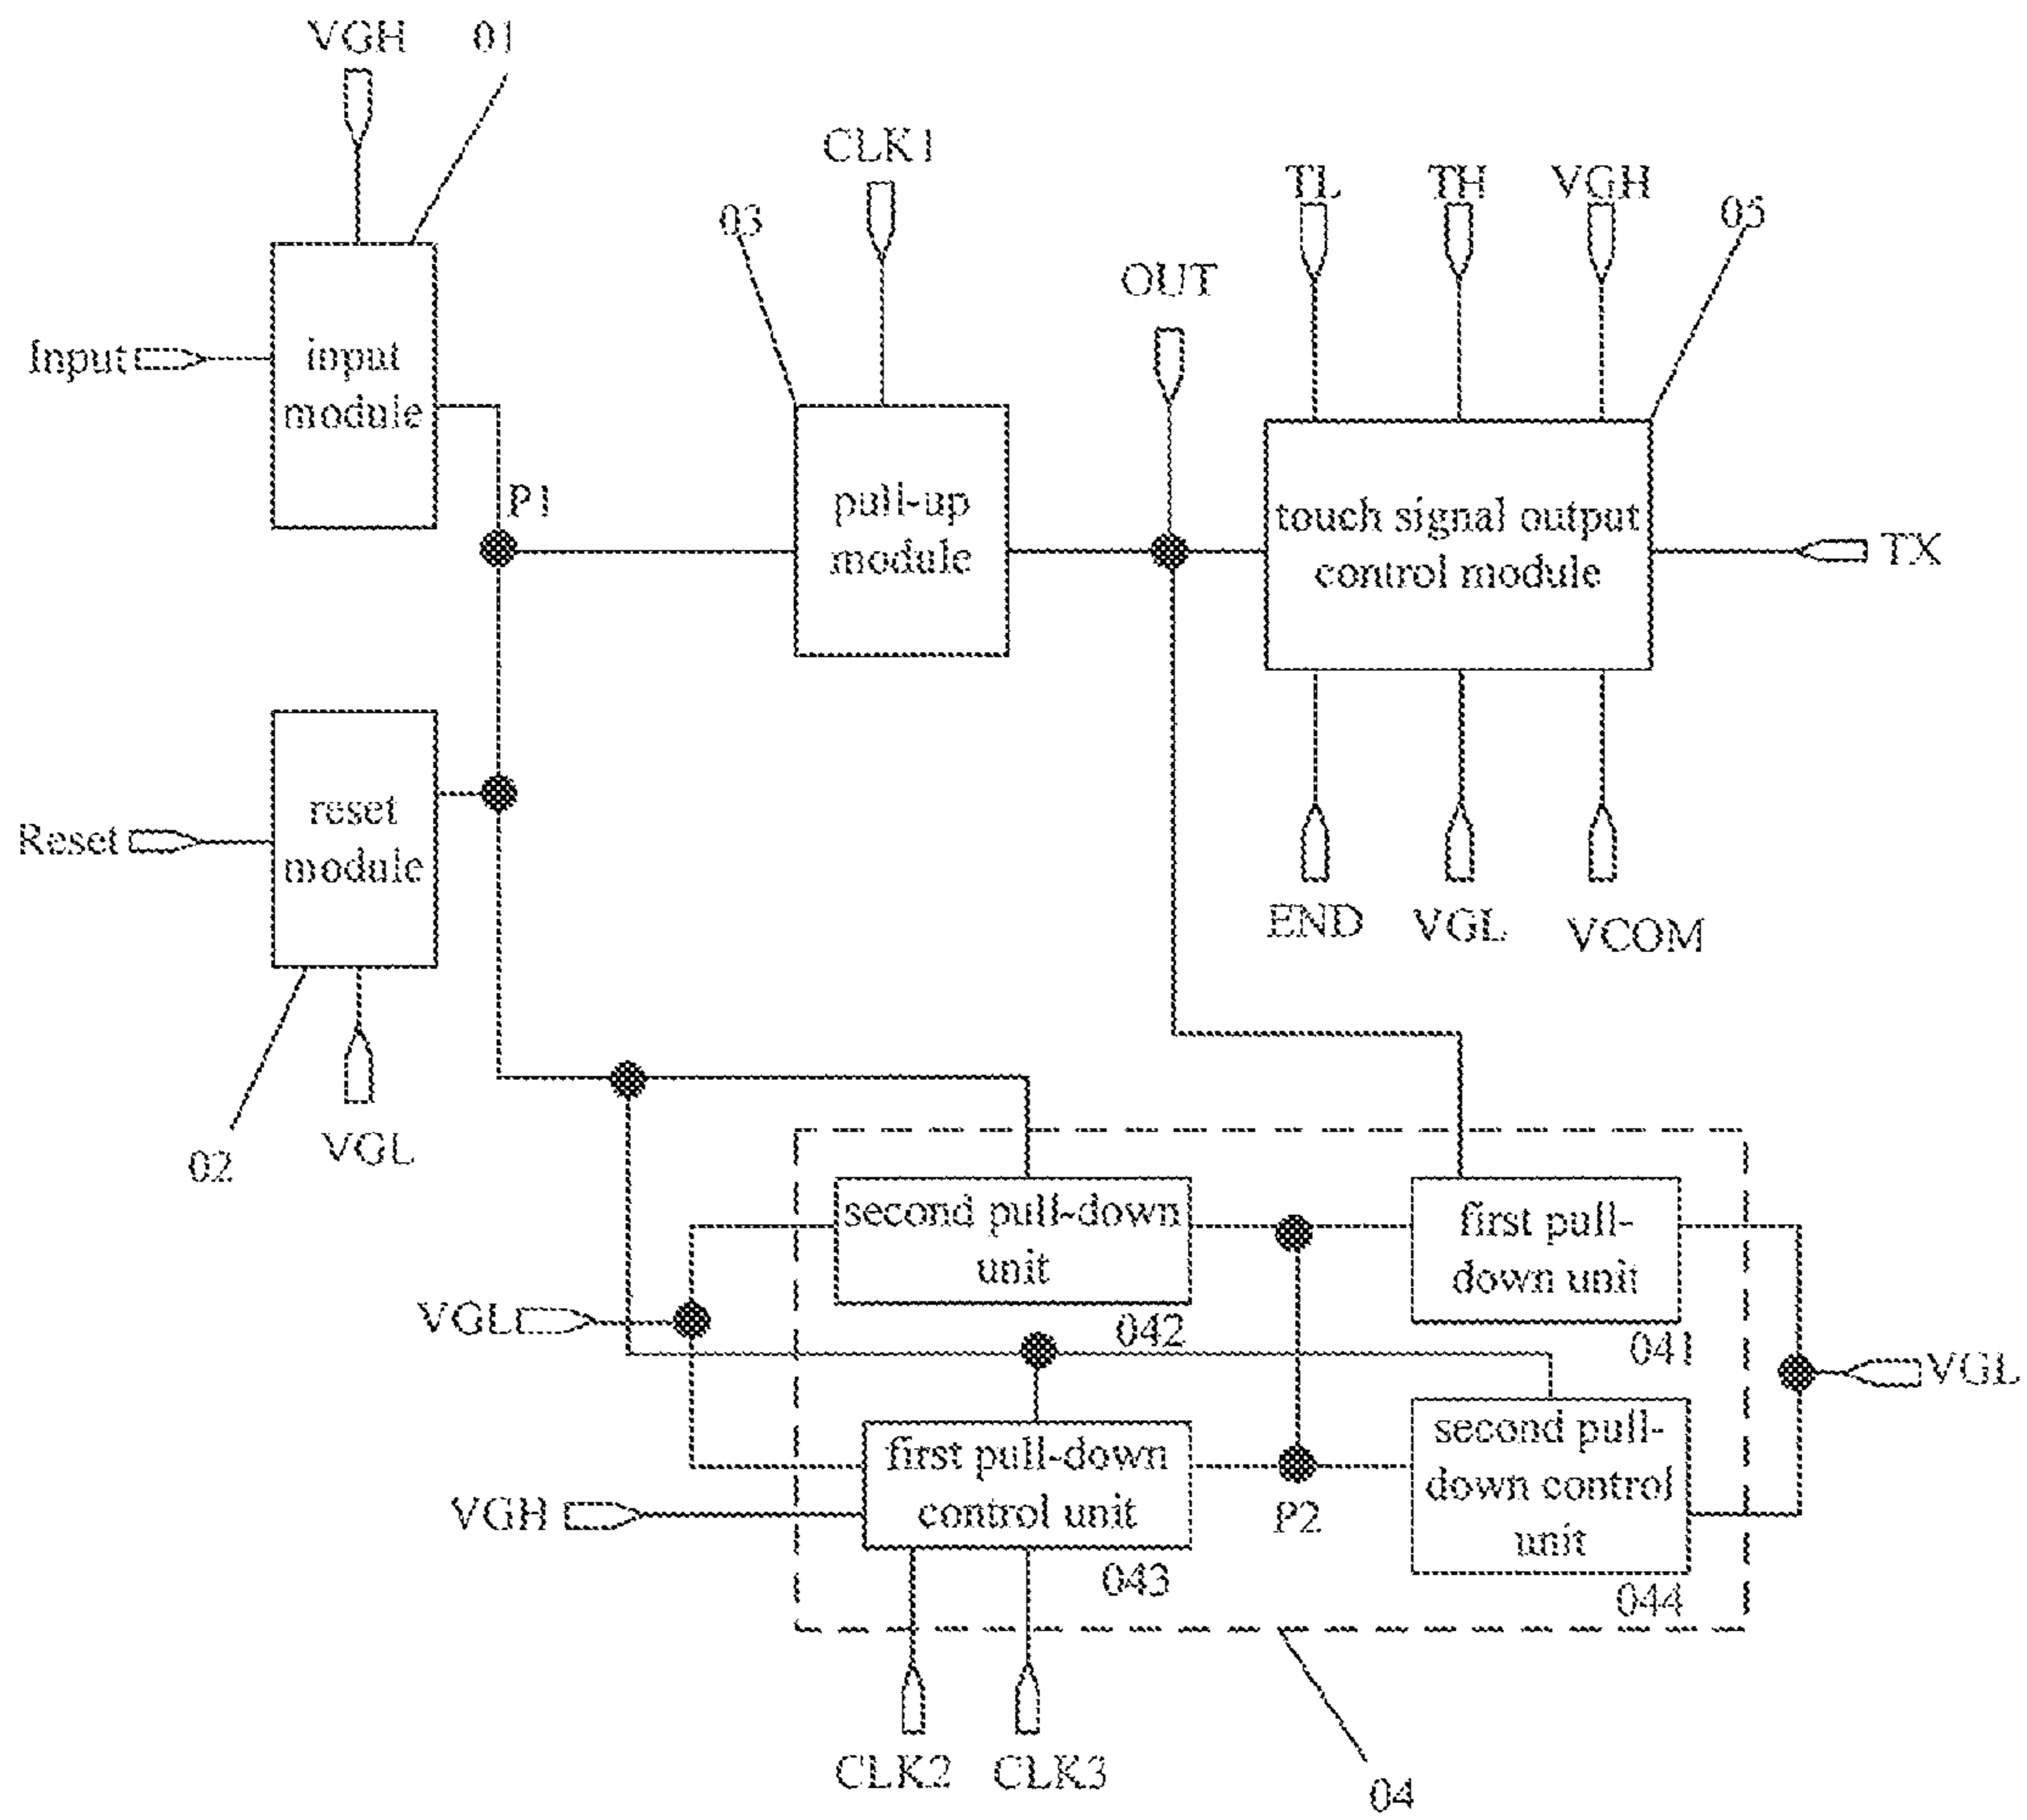 VGH
01
CLK1
TL
TH
VGH
05
03
OUT
Input
input
module
P1
pull-up
module
touch signal output
control module
TX
Reset
reset
module
END
VGL
VCOM
02
VGL
second pull-down
unit
042
first pull-
down unit
041
VGL
VGL
first pull-down
control unit
043
second pull-
down control
unit
044
VGH
P2
CLK2
CLK3
04